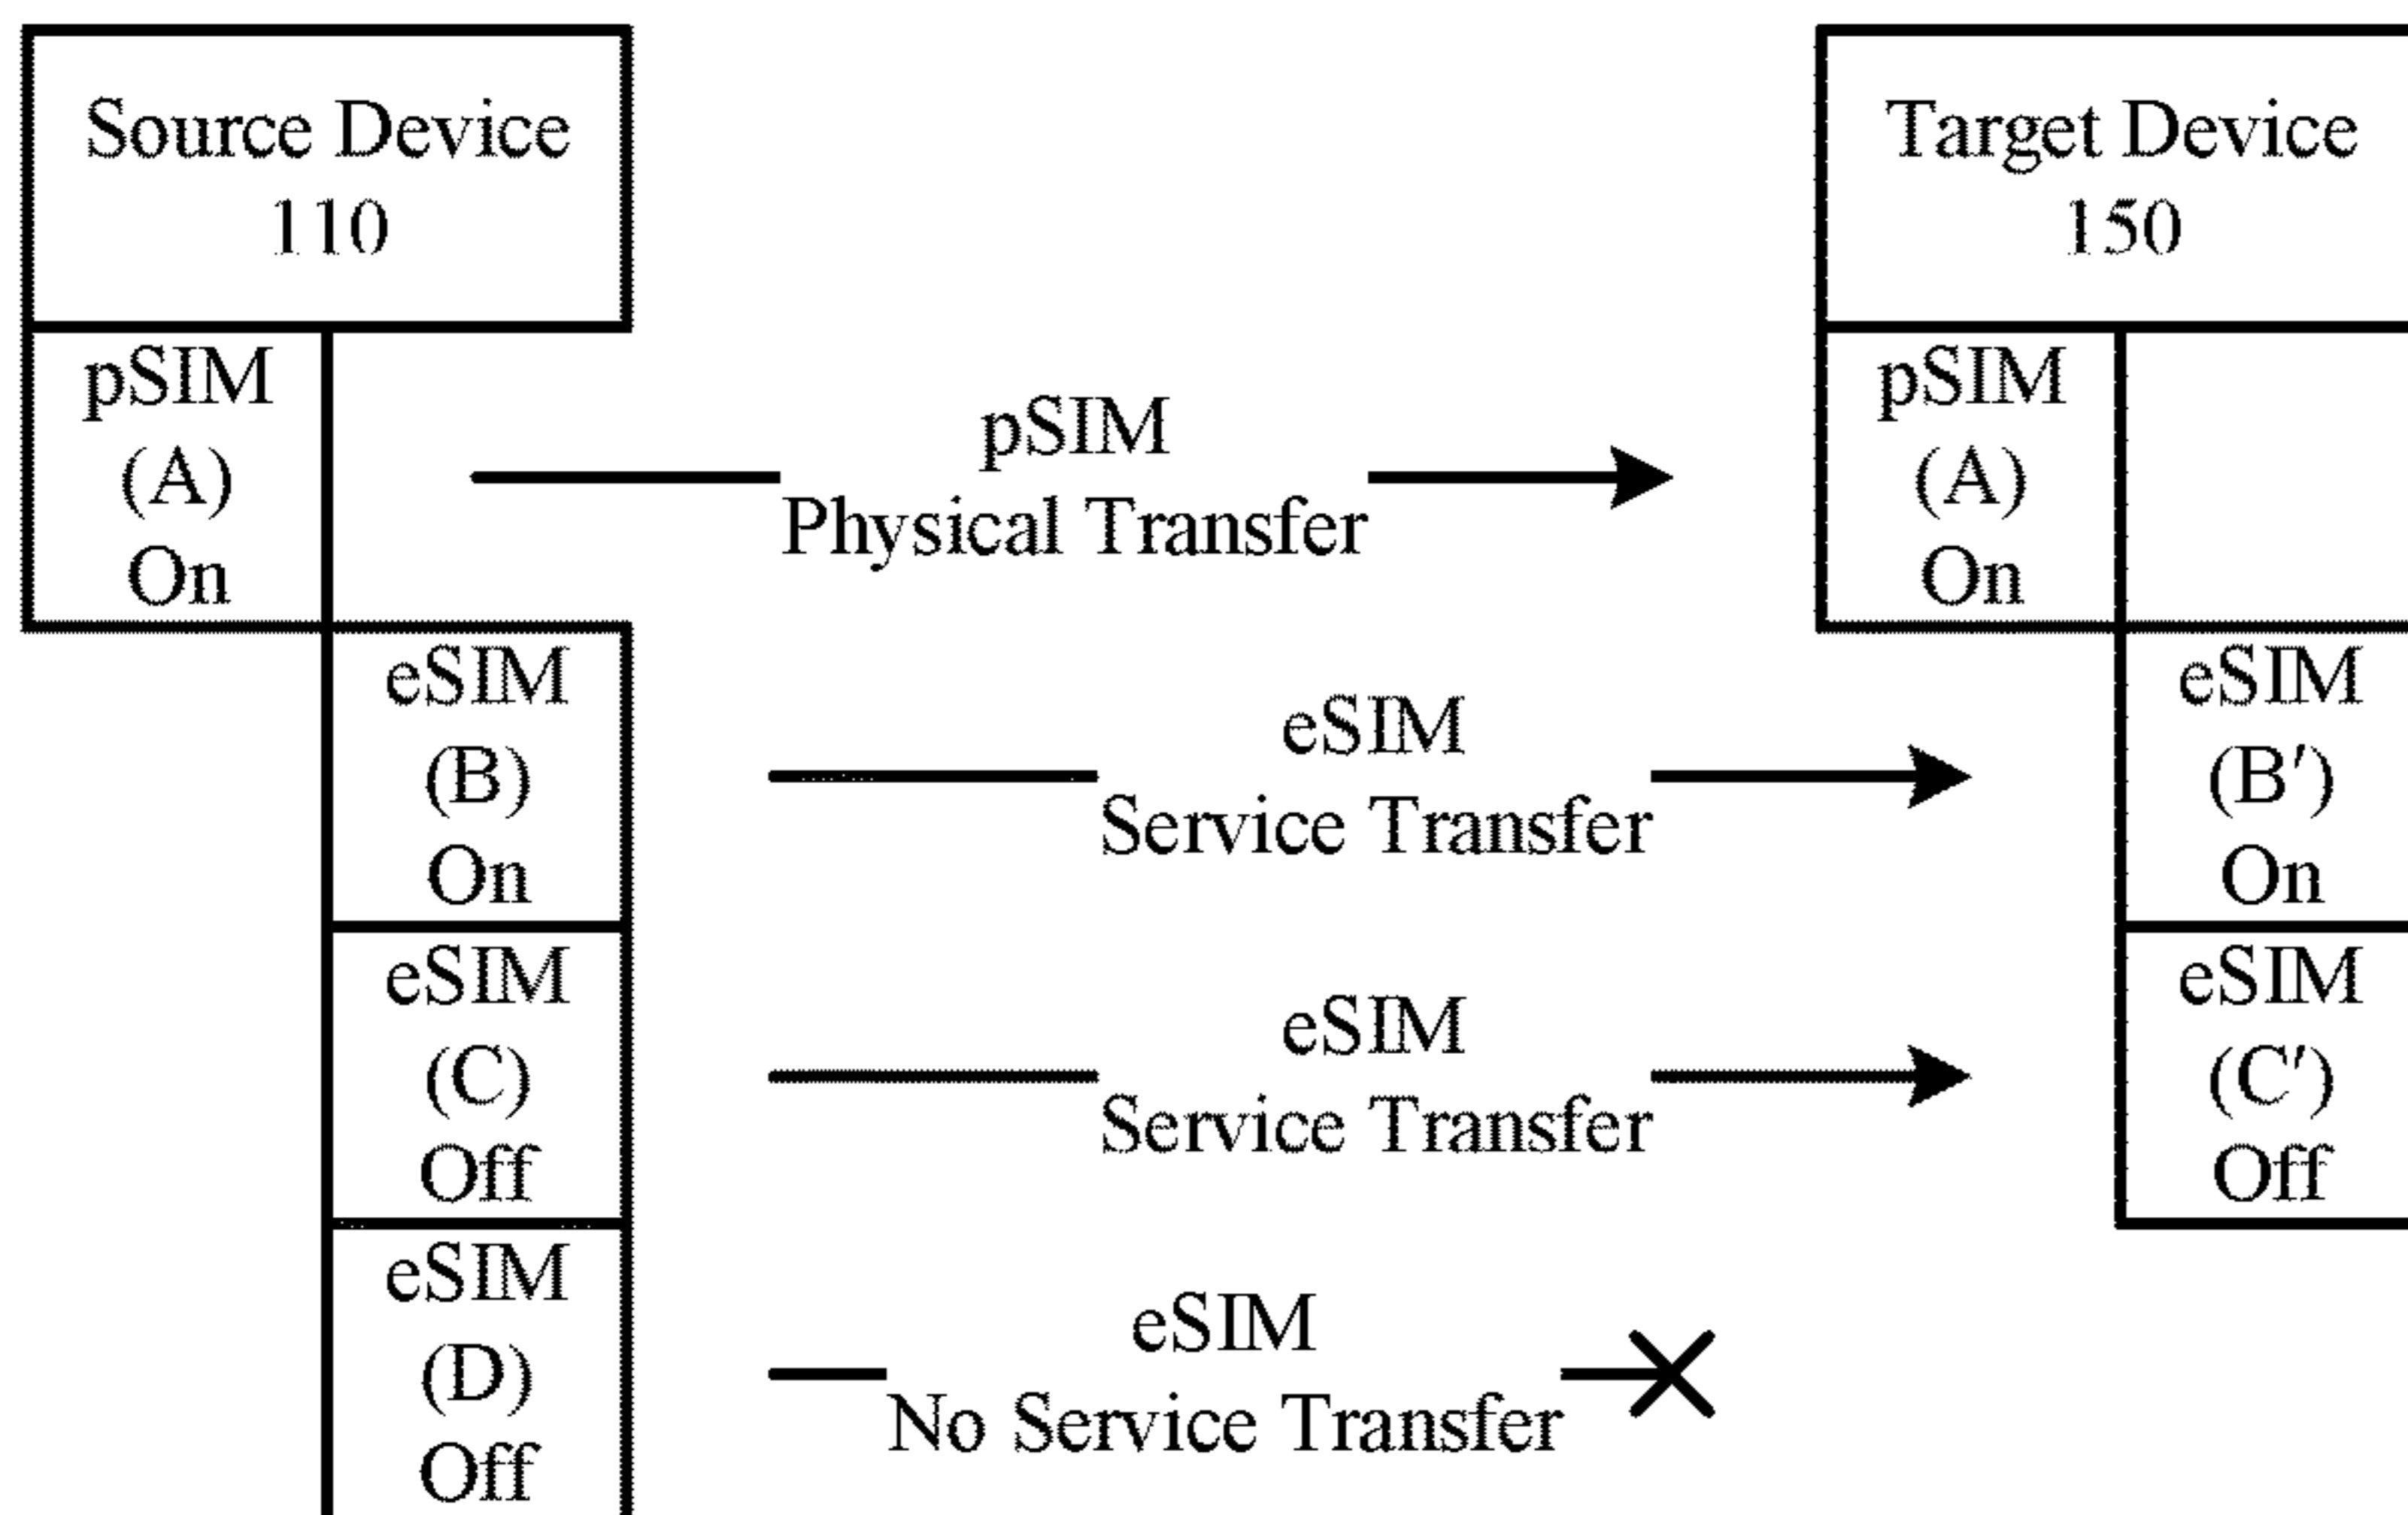 Source Device
110
Target Device
150
pSIM
(A)
On
pSIM
Physical Transfer
pSIM
(A)
On
eSIM
(B)
On
eSIM
Service Transfer
eSIM
(B′)
On
eSIM
(C)
Off
eSIM
Service Transfer
eSIM
(C′)
Off
eSIM
(D)
Off
eSIM
No Service Transfer